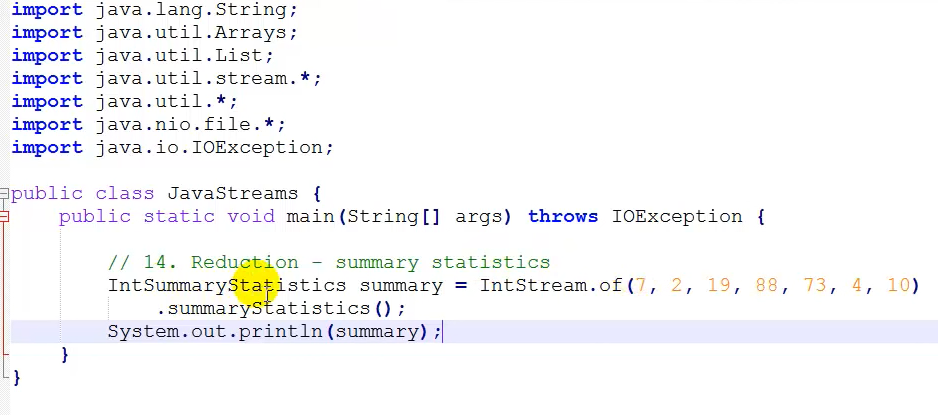 import java.lang.String;
import java.util.Arrays;
import java.util.List;
import java.util.stream.*;
import java.util.*;
import java.nio.file.*;
import java.io.IOException;
public class JavaStreams {
public static void main(String[] args) throws IOException {
// 14. Reduction - summary statistics
IntSummaryStatistics summary = IntStream.of(7, 2, 19, 88, 73, 4, 10)
.summaryStatistics();
System.out.println(summary);
}
}